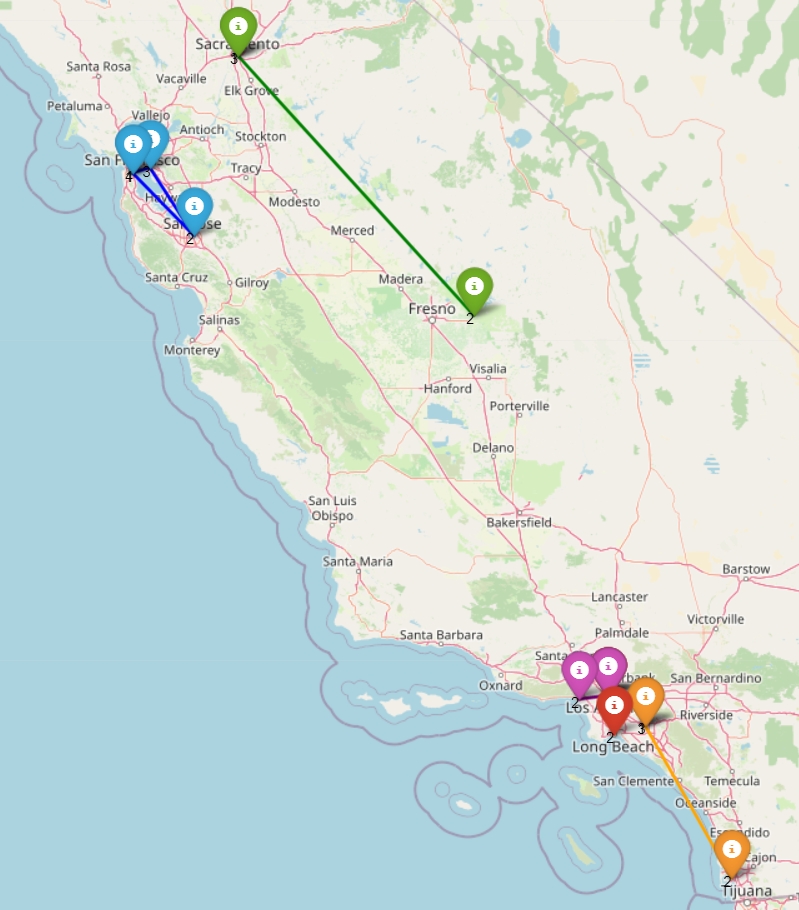 i
Sacramento
3
Santa Rosa
Vacaville
Elk Grove
Petaluma
Vallejo
Antioch
Stockton
i
i
San Francisco
4
3
Tracy
Modesto
i
San Jose
2
Merced
Santa Cruz
Gilroy
Madera
i
Salinas
Fresno
2
Monterey
Visalia
Hanford
Porterville
Delano
San Luis
Obispo
Bakersfield
Santa Maria
Barstow
Lancaster
Victorville
Palmdale
Santa Barbara
Santa
i
i
bank
San Bernardino
Oxnard
i
2
Los A
i
Riverside
3
2
Long Beach
San Clemente
Temecula
Oceanside
Escondido
i
Cajon
2
Tijuana